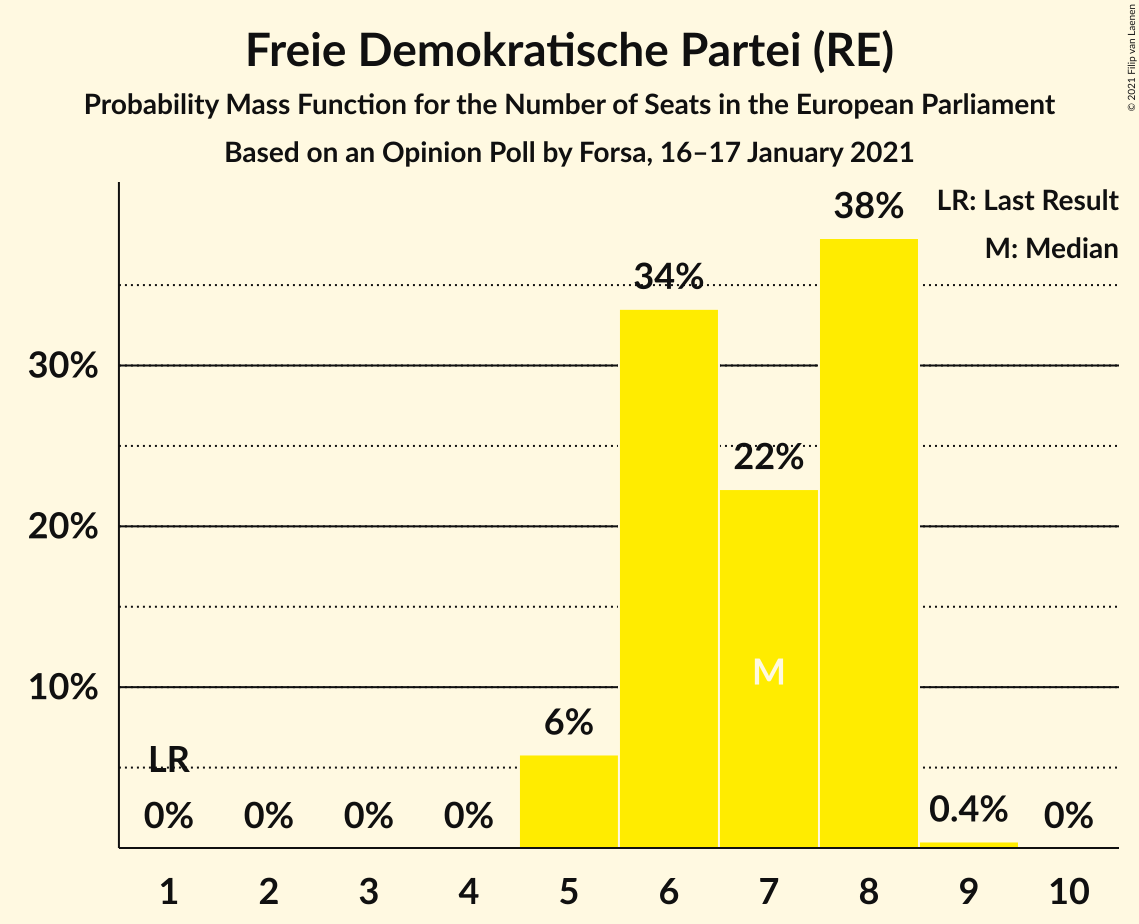 Freie Demokratische Partei (RE)
Probability Mass Function for the Number of Seats in the European Parliament
Based on an Opinion Poll by Forsa, 16–17 January 2021
© 2021 Filip van Laenen
LR: Last Result
M: Median
38%
34%
30%
22%
20%
M
10%
6%
LR
0%
0%
0%
0%
0.4%
0%
1
2
3
4
5
6
7
8
9
10